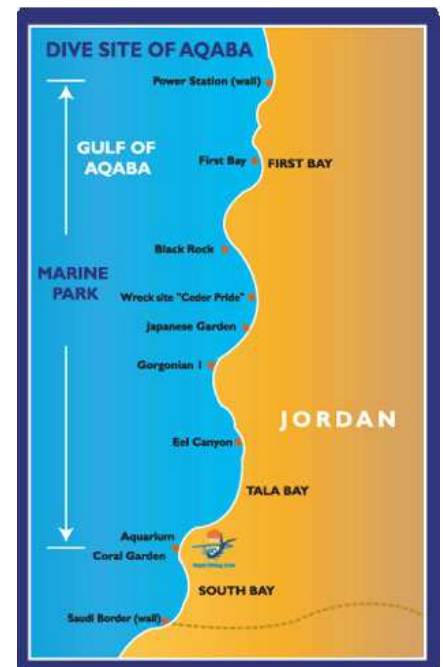 DIVE SITE OF AQABA
Power Station (wall)
GULF OF
AQABA
First Bay
FIRST BAY
Black Rock
MARINE
PARK
Wreck site "Ceder Pride"
Japanese Garden
Gorgonian I
JORDAN
Eel Canyon
TALA BAY
Aquarium
Coral Garden
SOUTH BAY
Saudi Border (wall)